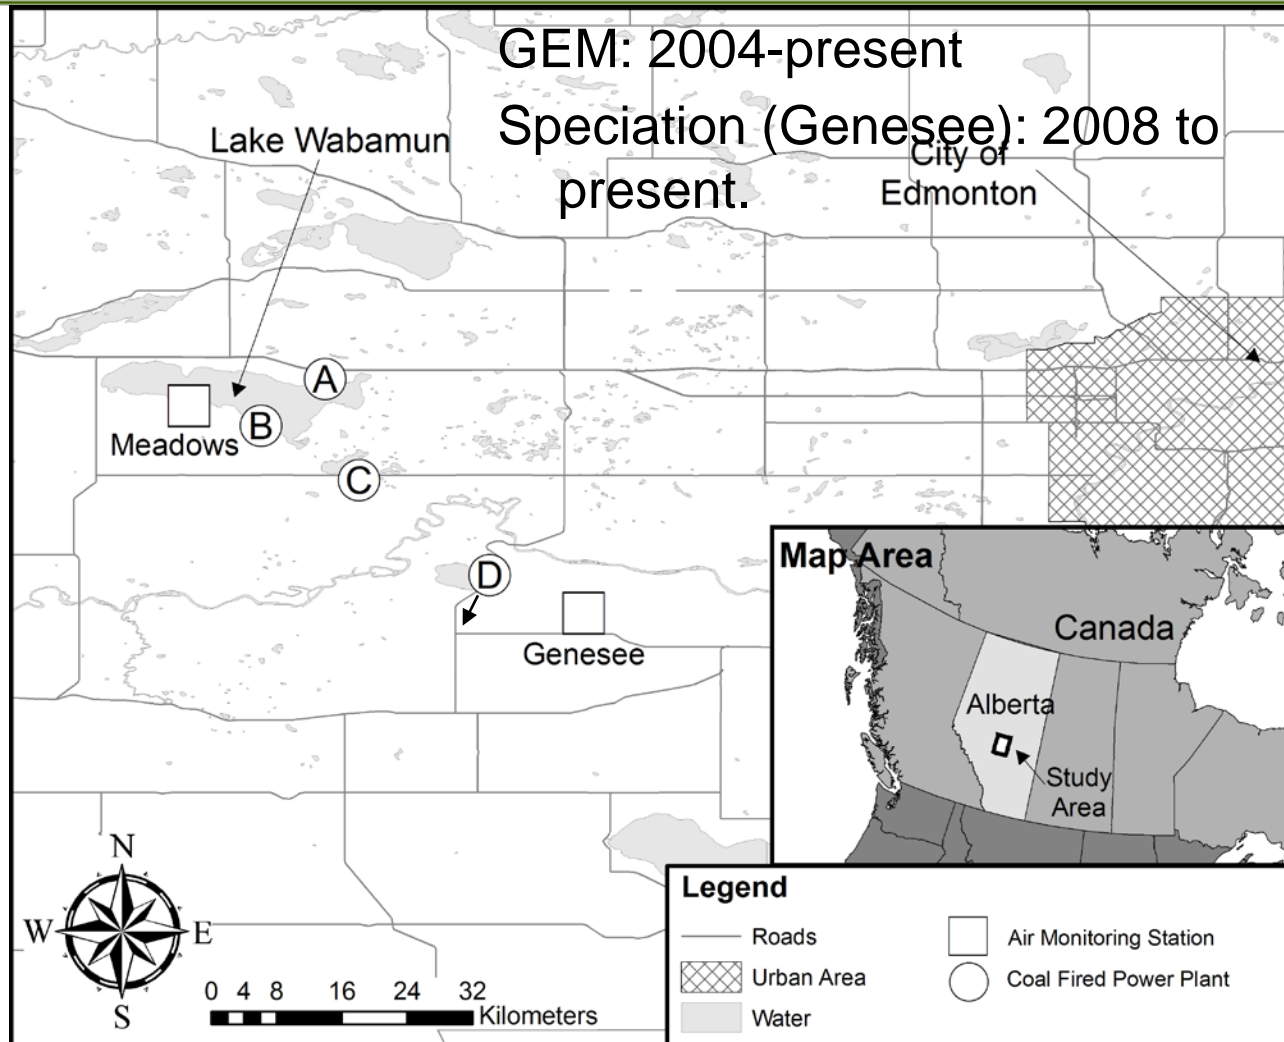 GEM: 2004-present
Speciation (Genesee): 2008 to
present.
Lake Wabamun
City of
Edmonton
A
B
Meadows
C
D
Genesee
Map Area
Canada
Alberta
Study
Area
N
W
E
S
0 4 8 16 24 32
Kilometers
Legend
Roads
Air Monitoring Station
Urban Area
Coal Fired Power Plant
Water